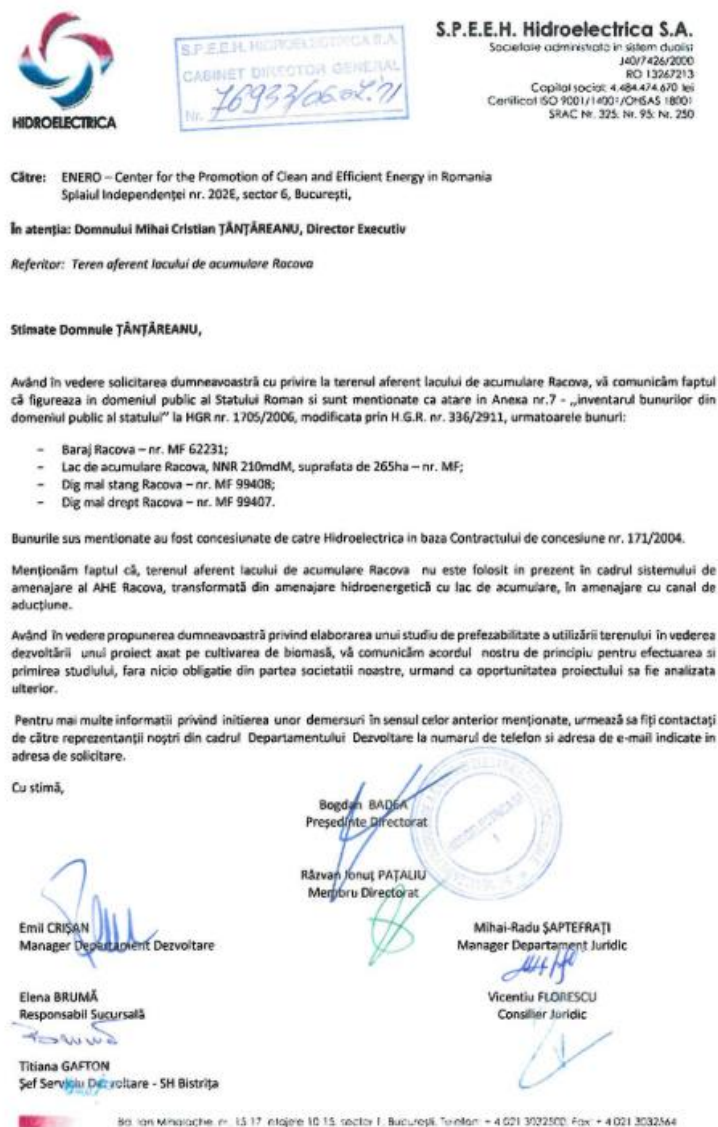 S.P.E.E.H. Hidroelectrica S.A.
Societate administrata in sistem dualist
J40/7426/2000
RO 13267213
Capital social: 4.484.474.670 lei
Certificat ISO 9001/14001/OHSAS 18001
SRAC Nr. 325; Nr. 95; Nr. 250
HIDROELECTRICA
S.P.E.E.H. HIDROELECTRICA S.A.
CABINET DIRECTOR GENERAL
Nr. 76933/06.07.21
Către: ENERO – Center for the Promotion of Clean and Efficient Energy in Romania
Splaiul Independenței nr. 202E, sector 6, București,
În atenția: Domnului Mihai Cristian ȚÂNȚĂREANU, Director Executiv
Referitor: Teren aferent lacului de acumulare Racova
Stimate Domnule ȚÂNȚĂREANU,
Având în vedere solicitarea dumneavoastră cu privire la terenul aferent lacului de acumulare Racova, vă comunicăm faptul
că figureaza in domeniul public al Statului Roman si sunt mentionate ca atare in Anexa nr.7 - „inventarul bunurilor din
domeniul public al statului” la HGR nr. 1705/2006, modificata prin H.G.R. nr. 336/2911, urmatoarele bunuri:
- Baraj Racova – nr. MF 62231;
- Lac de acumulare Racova, NNR 210mdM, suprafata de 265ha – nr. MF;
- Dig mal stang Racova – nr. MF 99408;
- Dig mal drept Racova – nr. MF 99407.
Bunurile sus mentionate au fost concesiunate de catre Hidroelectrica in baza Contractului de concesiune nr. 171/2004.
Menționăm faptul că, terenul aferent lacului de acumulare Racova nu este folosit in prezent în cadrul sistemului de
amenajare al AHE Racova, transformată din amenajare hidroenergetică cu lac de acumulare, în amenajare cu canal de
aducțiune.
Având în vedere propunerea dumneavoastră privind elaborarea unui studiu de prefezabilitate a utilizării terenului în vederea
dezvoltării unui proiect axat pe cultivarea de biomasă, vă comunicăm acordul nostru de principiu pentru efectuarea si
primirea studiului, fara nicio obligatie din partea societatii noastre, urmand ca oportunitatea proiectului sa fie analizata
ulterior.
Pentru mai multe informatii privind initierea unor demersuri în sensul celor anterior menționate, urmează sa fiți contactați
de către reprezentanții noștri din cadrul Departamentului Dezvoltare la numarul de telefon si adresa de e-mail indicate in
adresa de solicitare.
Cu stimă,
Bogdan BADEA
Președinte Directorat
Răzvan Ionuț PAȚALIU
Membru Directorat
Emil CRIȘAN
Manager Departament Dezvoltare
Mihai-Radu ȘAPTEFRAȚI
Manager Departament Juridic
Elena BRUMĂ
Responsabil Sucursală
Vicentiu FLORESCU
Consilier Juridic
Titiana GAFTON
Șef Serviciu Dezvoltare - SH Bistrița
Bd. Ion Mihalache, nr. 15-17, etajele 10-15, sector 1, București, Telefon: + 4 021 3032500, Fax: + 4 021 3032564